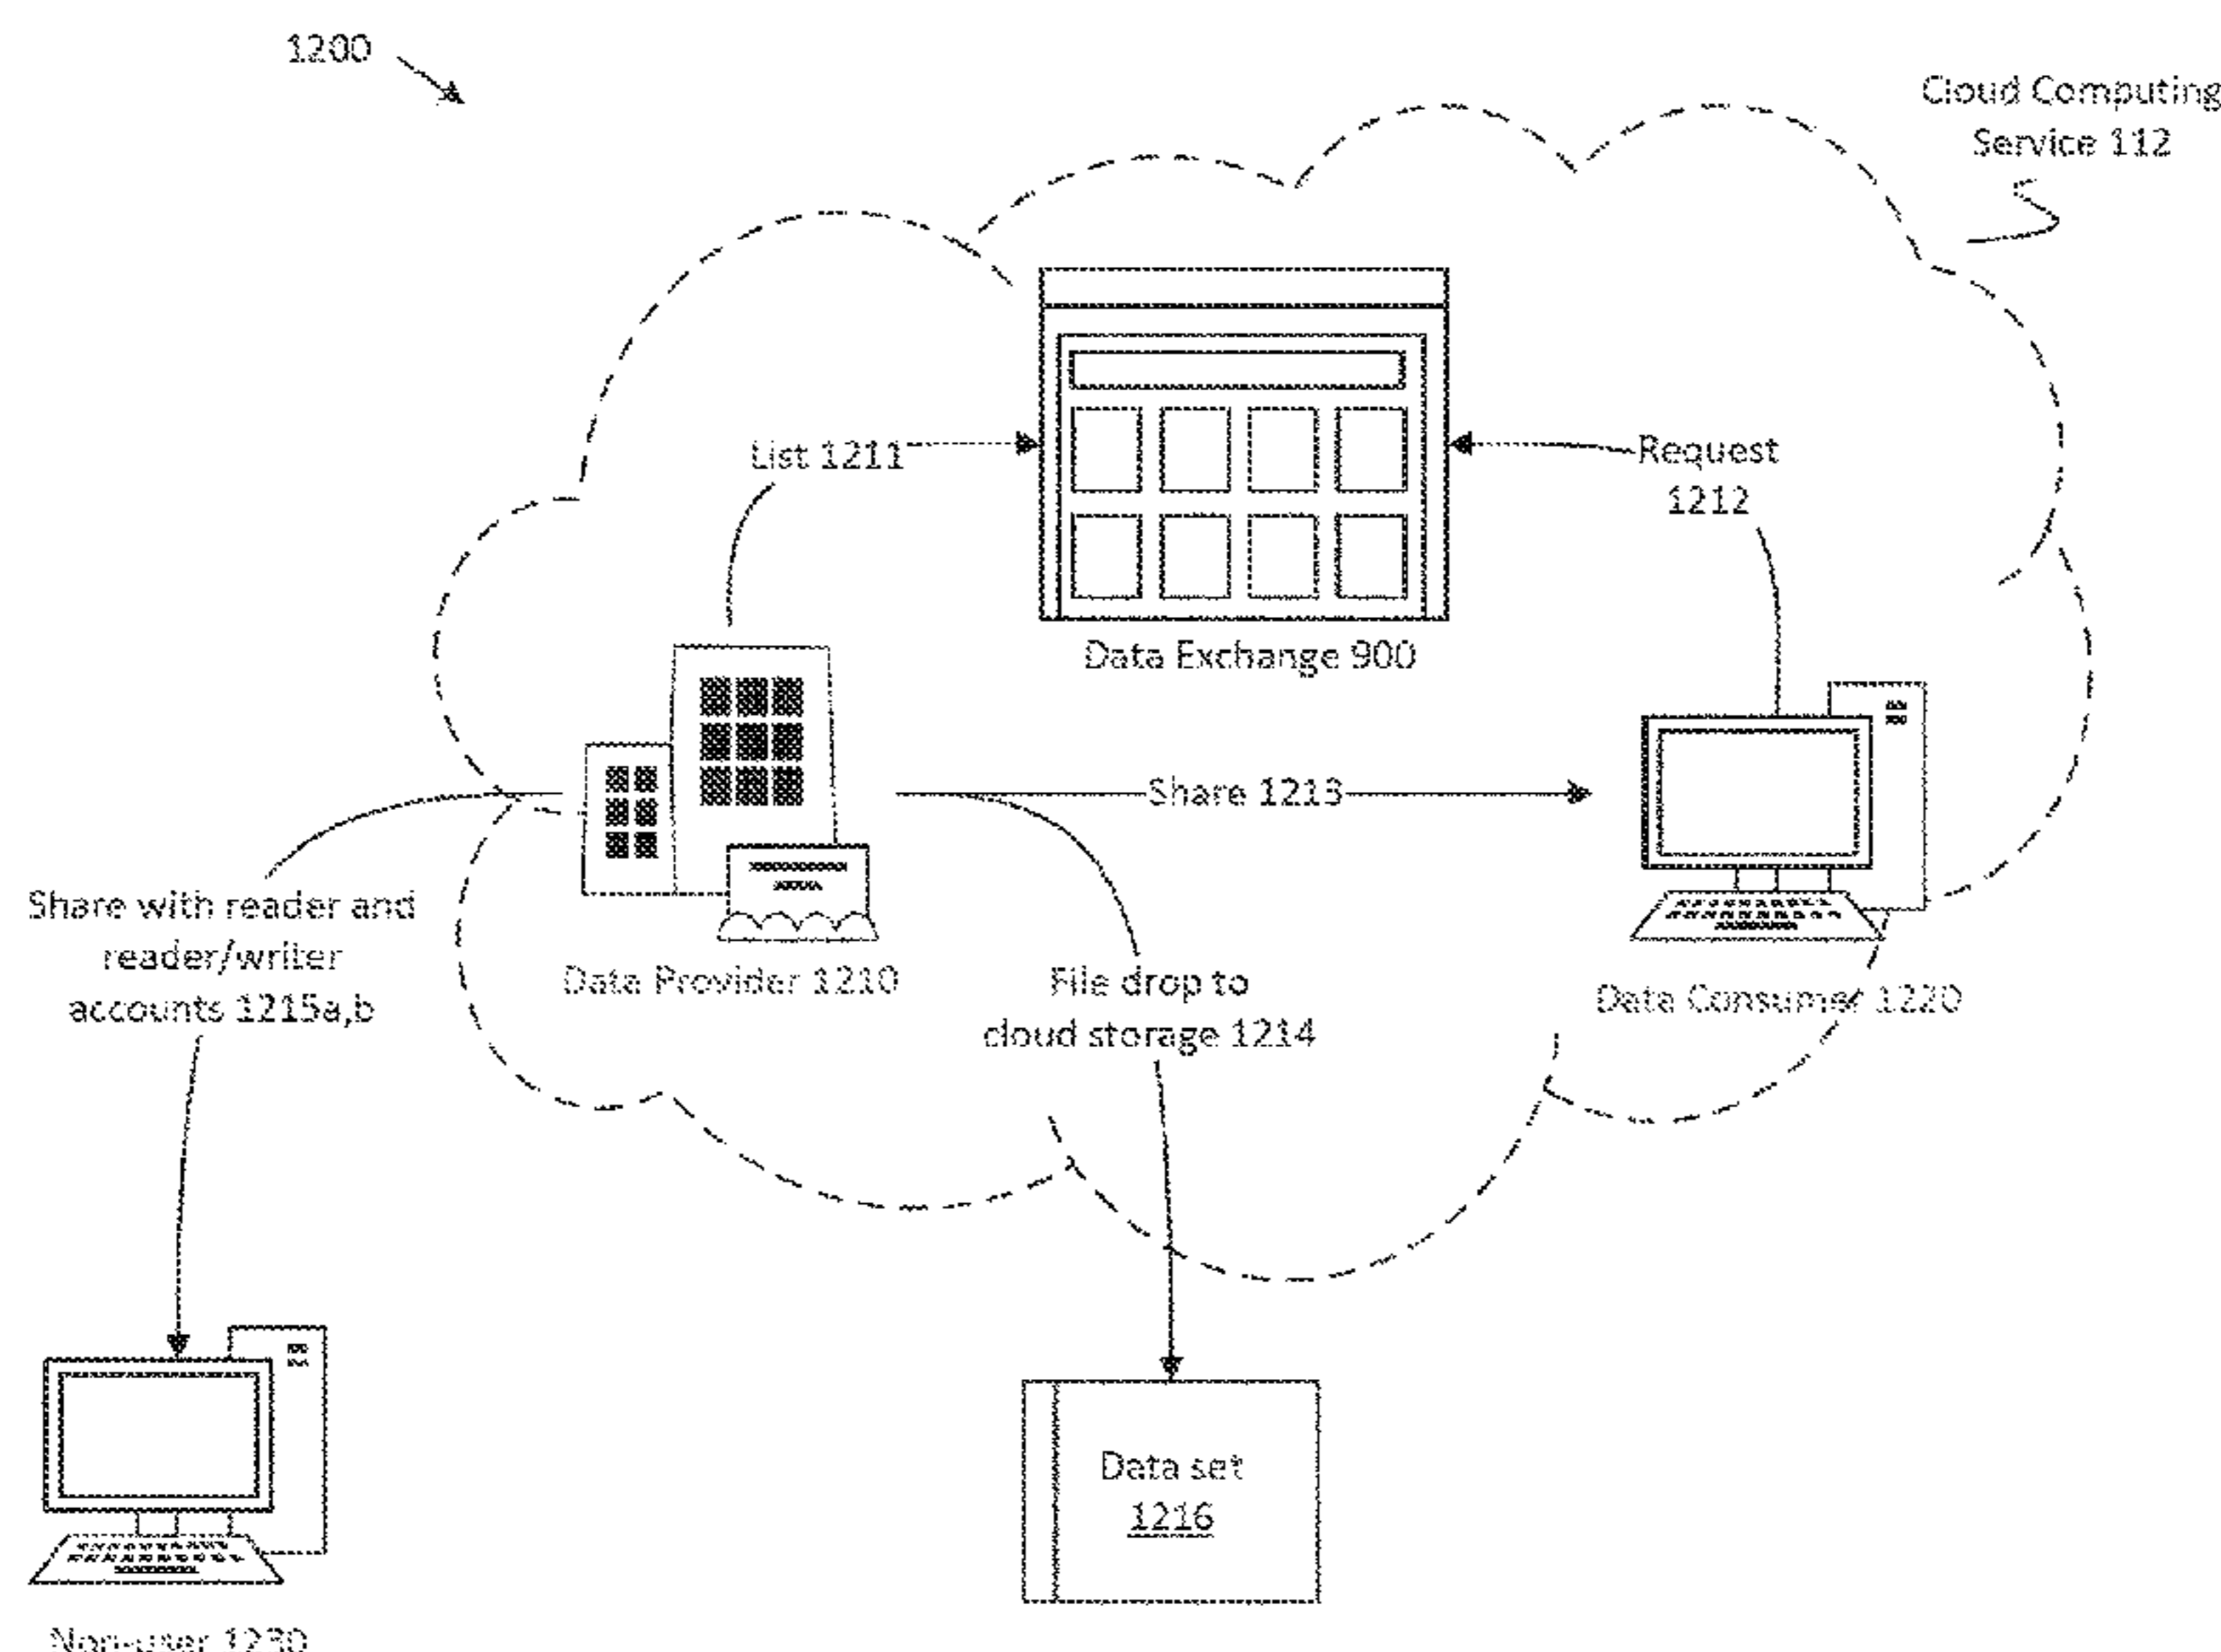 1200
Cloud Computing
Service 112
List 1211
Request
1212
Data Exchange 900
Share 1213
Share with reader and
reader/writer
accounts 1215a,b
Data Provider 1210
File drop to
cloud storage 1214
Data Consumer 1220
Data set
1216
Non-user 1230